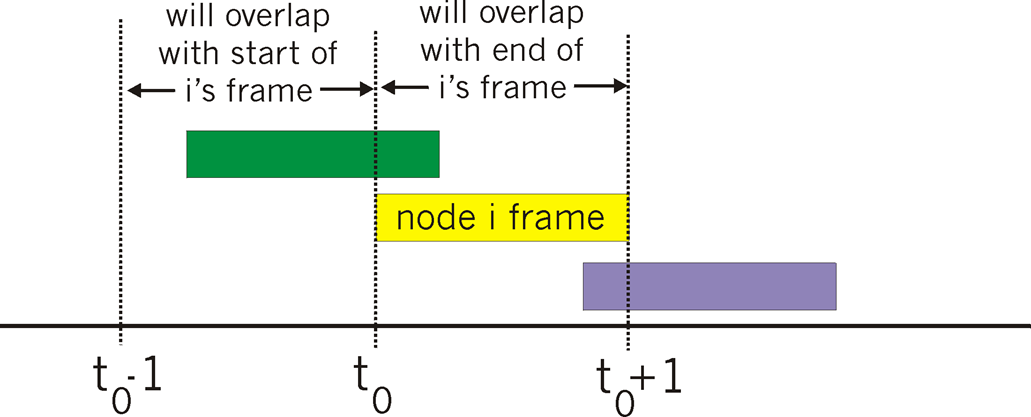 will overlap
with start of
i's frame
will overlap
with end of
i's frame
node i frame
t0-1
t0
t0+1